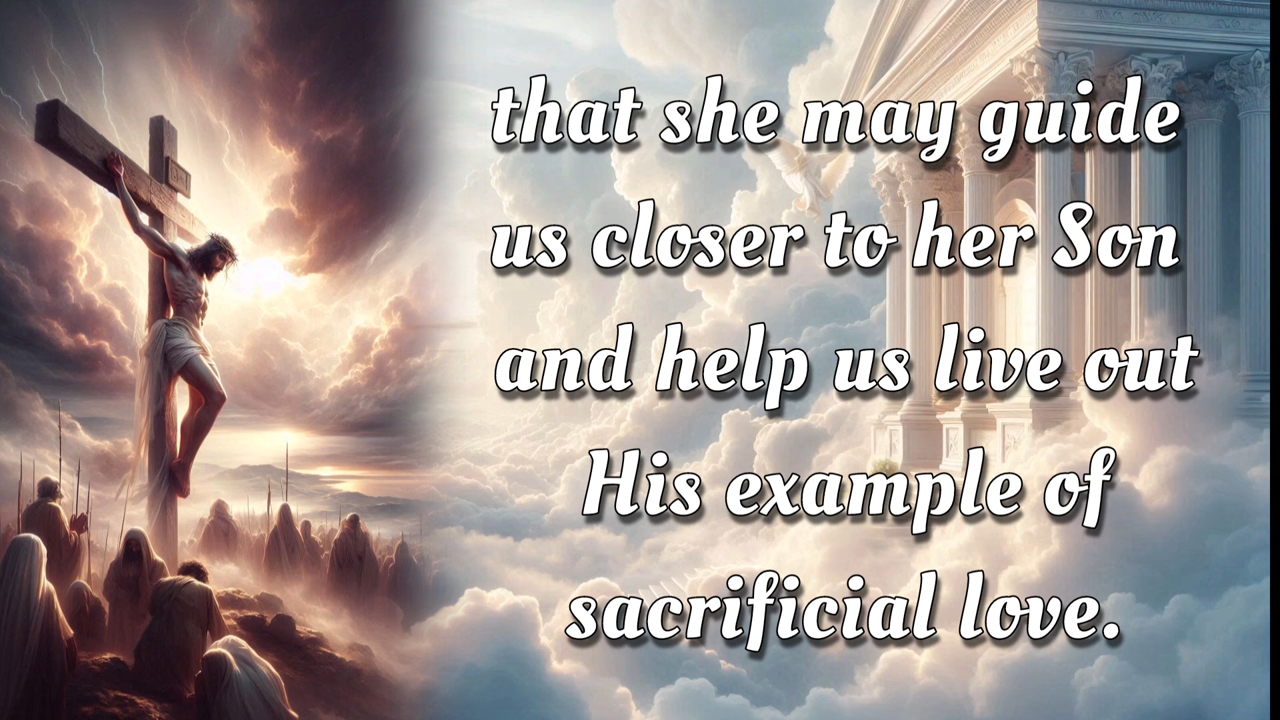 that she may guide
us closer to her Son
and help us live out
His example of
sacrificial love.